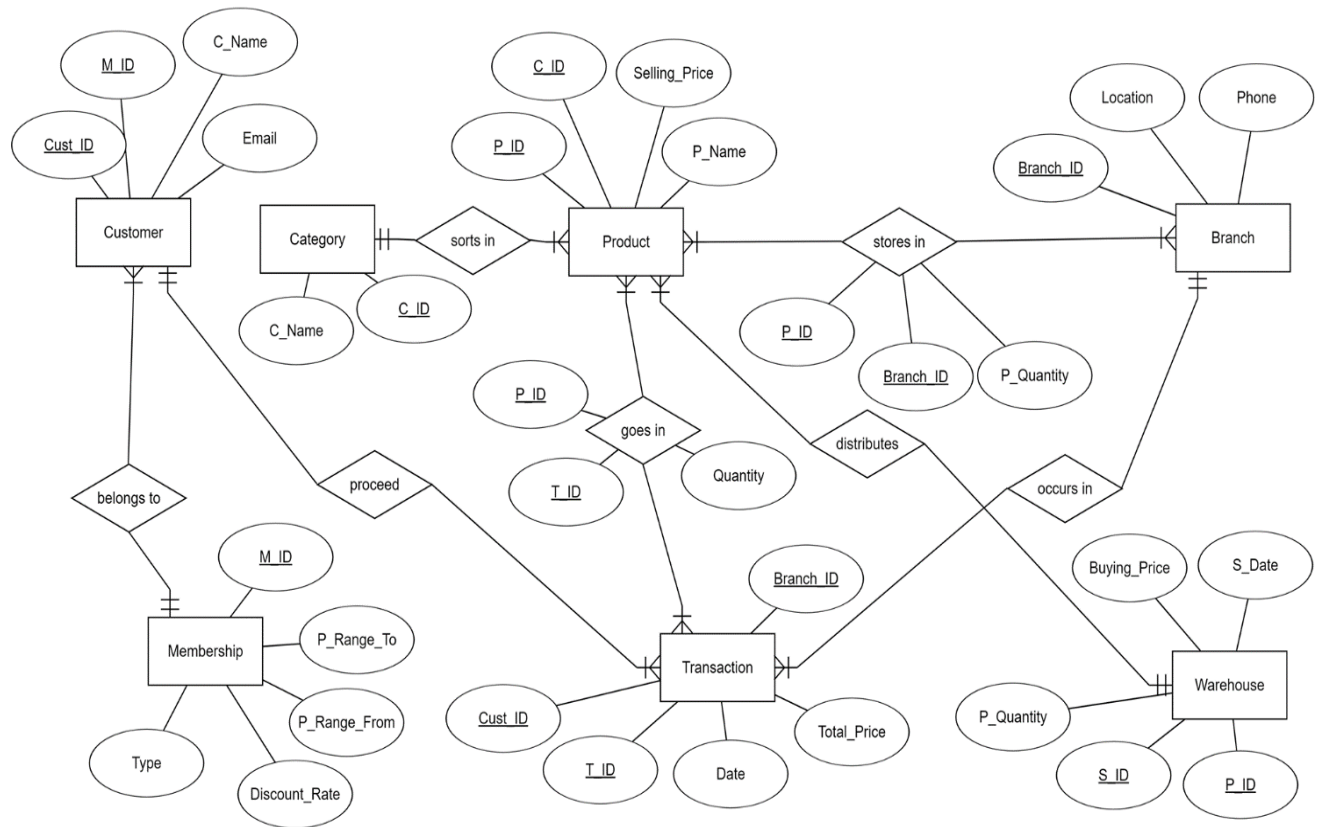 C_Name
M_ID
Cust_ID
Email
Customer
C_ID
Selling_Price
P_ID
P_Name
Location
Phone
Branch_ID
Category
sorts in
Product
stores in
Branch
C_Name
C_ID
P_ID
Branch_ID
P_Quantity
P_ID
goes in
T_ID
Quantity
distributes
belongs to
proceed
occurs in
M_ID
P_Range_To
Membership
P_Range_From
Type
Discount_Rate
Branch_ID
Transaction
Cust_ID
T_ID
Date
Total_Price
Buying_Price
S_Date
Warehouse
P_Quantity
S_ID
P_ID